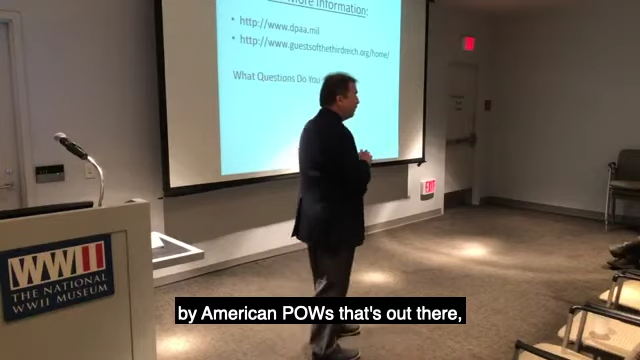 More Information:
• http://www.dpaa.mil
• http://www.guestsofthethirdreich.org/home/
What Questions Do You
EXIT
EXIT
WWII
THE NATIONAL
WWII MUSEUM
by American POWs that's out there,